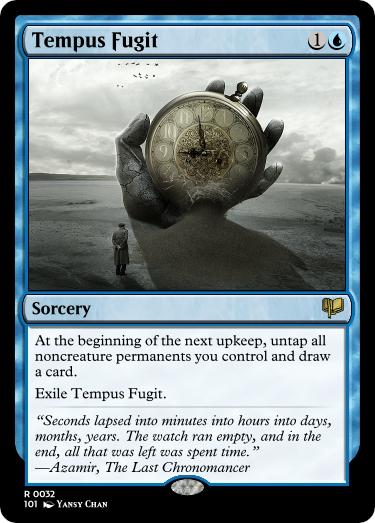 Tempus Fugit 1
Sorcery
At the beginning of the next upkeep, untap all
noncreature permanents you control and draw
a card.
Exile Tempus Fugit.
“Seconds lapsed into minutes into hours into days,
months, years. The watch ran empty, and in the
end, all that was left was spent time.”
—Azamir, The Last Chronomancer
R 0032
101 Yansy Chan